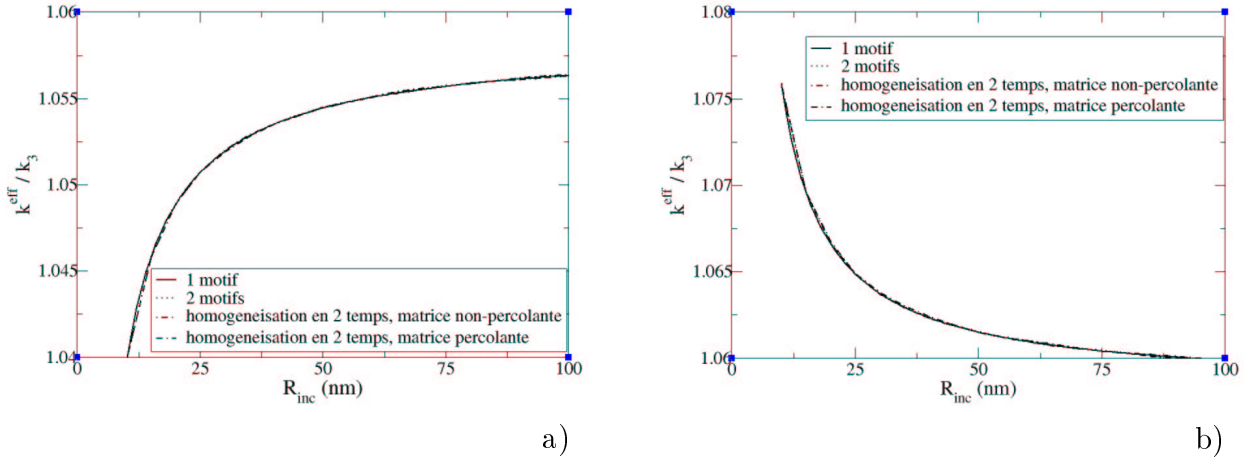 1.06
1.055
1.05
1.045
1.04
k^eff / k_3
1 motif
2 motifs
homogeneisation en 2 temps, matrice non-percolante
homogeneisation en 2 temps, matrice percolante
0 25 50 75 100
R_inc (nm)
a)
1.08
1.075
1.07
1.065
1.06
k^eff / k_3
1 motif
2 motifs
homogeneisation en 2 temps, matrice non-percolante
homogeneisation en 2 temps, matrice percolante
0 25 50 75 100
R_inc (nm)
b)